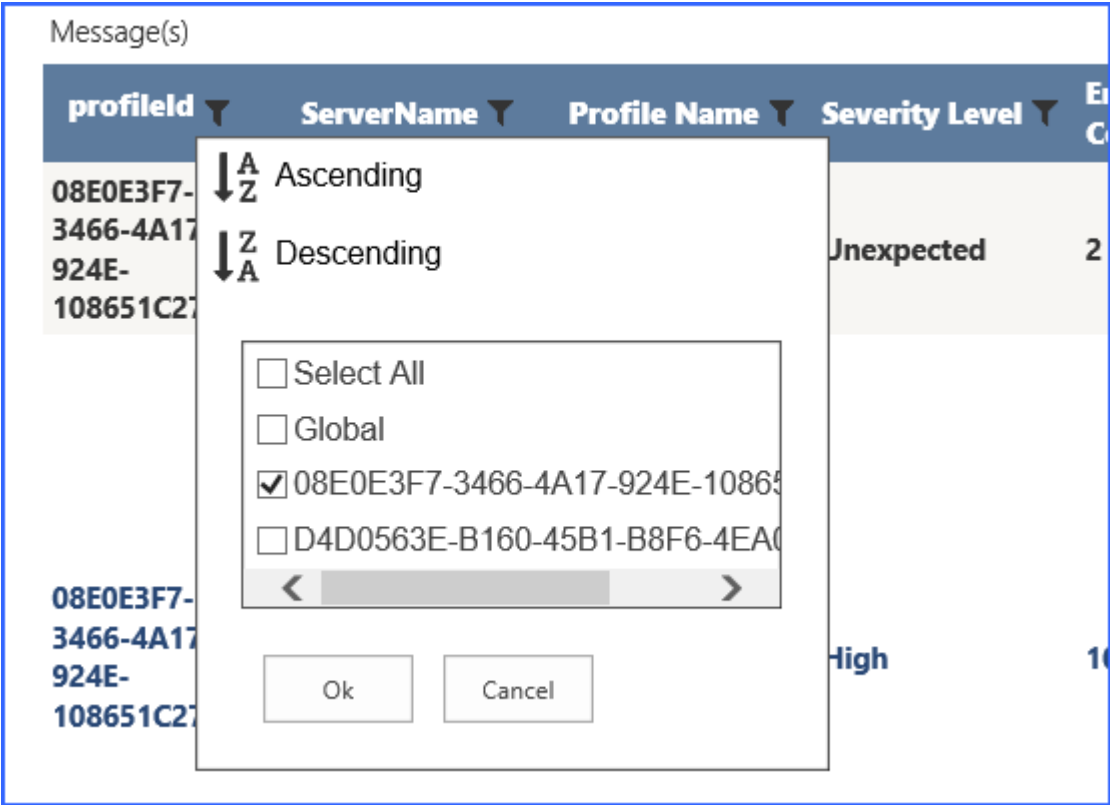 Message(s)
profileId ServerName Profile Name Severity Level
08E0E3F7-
3466-4A17
924E-
108651C27
Unexpected 2
A
Z Ascending
Z
A Descending
Select All
Global
08E0E3F7-3466-4A17-924E-10865
D4D0563E-B160-45B1-B8F6-4EA0
Ok Cancel
08E0E3F7-
3466-4A17
924E-
108651C27
High